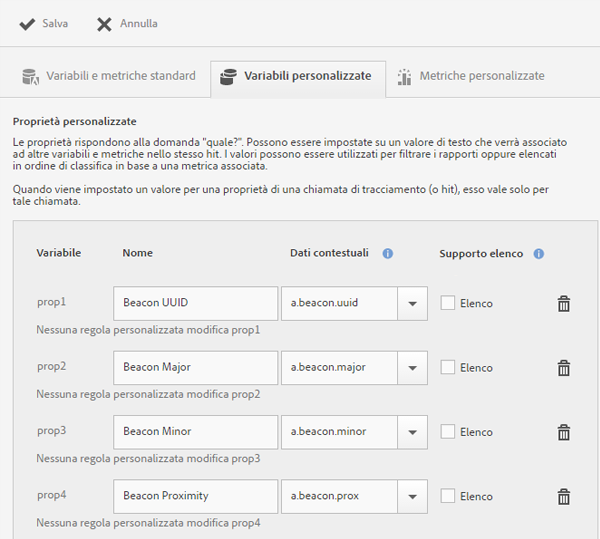 Salva Annulla
Variabili e metriche standard Variabili personalizzate Metriche personalizzate
Proprietà personalizzate
Le proprietà rispondono alla domanda "quale?". Possono essere impostate su un valore di testo che verrà associato
ad altre variabili e metriche nello stesso hit. I valori possono essere utilizzati per filtrare i rapporti oppure elencati
in ordine di classifica in base a una metrica associata.
Quando viene impostato un valore per una proprietà di una chiamata di tracciamento (o hit), esso vale solo per
tale chiamata.
Variabile Nome Dati contestuali Supporto elenco
prop1 Beacon UUID a.beacon.uuid Elenco
Nessuna regola personalizzata modifica prop1
prop2 Beacon Major a.beacon.major Elenco
Nessuna regola personalizzata modifica prop2
prop3 Beacon Minor a.beacon.minor Elenco
Nessuna regola personalizzata modifica prop3
prop4 Beacon Proximity a.beacon.prox Elenco
Nessuna regola personalizzata modifica prop4